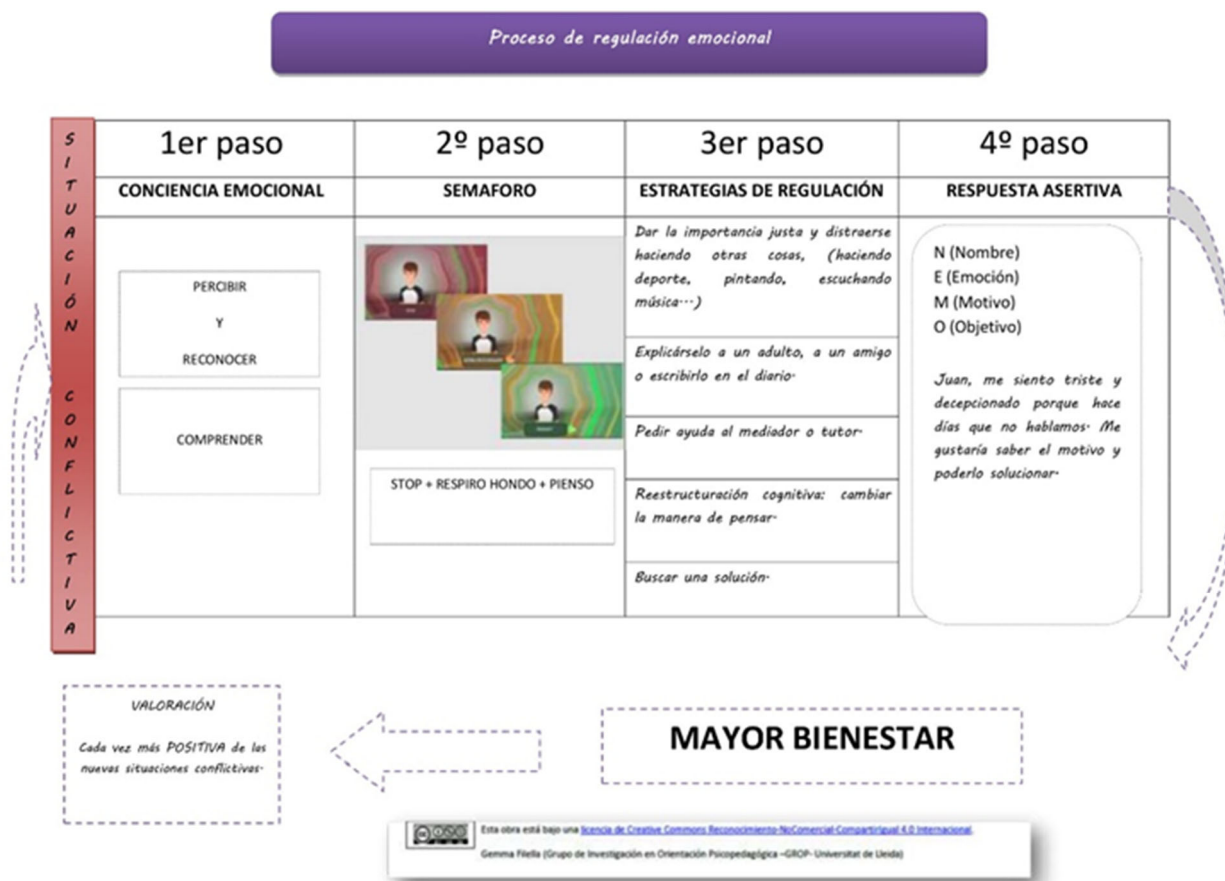 Proceso de regulación emocional
SITUACIÓN CONFLICTIVA
1er paso
2º paso
3er paso
4º paso
CONCIENCIA EMOCIONAL
SEMAFORO
ESTRATEGIAS DE REGULACIÓN
RESPUESTA ASERTIVA
PERCIBIR
Y
RECONOCER
COMPRENDER
STOP + RESPIRO HONDO + PIENSO
Dar la importancia justa y distraerse
haciendo otras cosas, (haciendo
deporte, pintando, escuchando
música...)
Explicárselo a un adulto, a un amigo
o escribirlo en el diario.
Pedir ayuda al mediador o tutor.
Reestructuración cognitiva: cambiar
la manera de pensar.
Buscar una solución.
N (Nombre)
E (Emoción)
M (Motivo)
O (Objetivo)
Juan, me siento triste y
decepcionado porque hace
días que no hablamos. Me
gustaría saber el motivo y
poderlo solucionar.
VALORACIÓN
Cada vez más POSITIVA de las
nuevas situaciones conflictivas.
MAYOR BIENESTAR
Esta obra está bajo una licencia de Creative Commons Reconocimiento-NoComercial-CompartirIgual 4.0 Internacional.
Gemma Filella (Grupo de Investigación en Orientación Psicopedagógica –GROP- Universitat de Lleida)